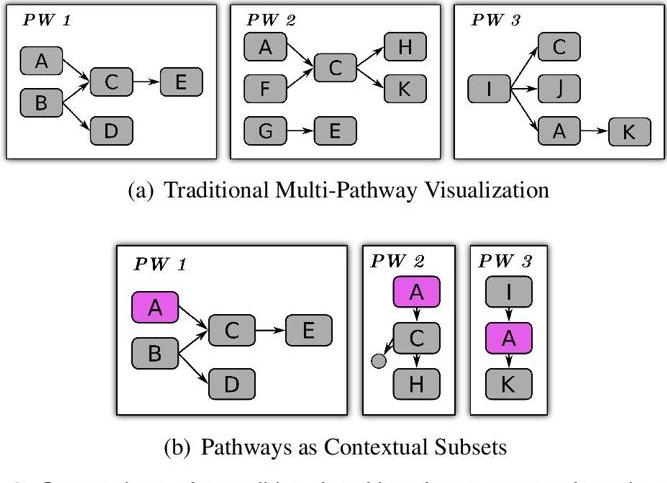 PW 1
PW 2
PW 3
A
B
C
D
E
A
F
G
C
E
H
K
I
C
J
A
K
(a) Traditional Multi-Pathway Visualization
PW 1
PW 2
PW 3
A
B
C
D
E
A
C
H
I
A
K
(b) Pathways as Contextual Subsets